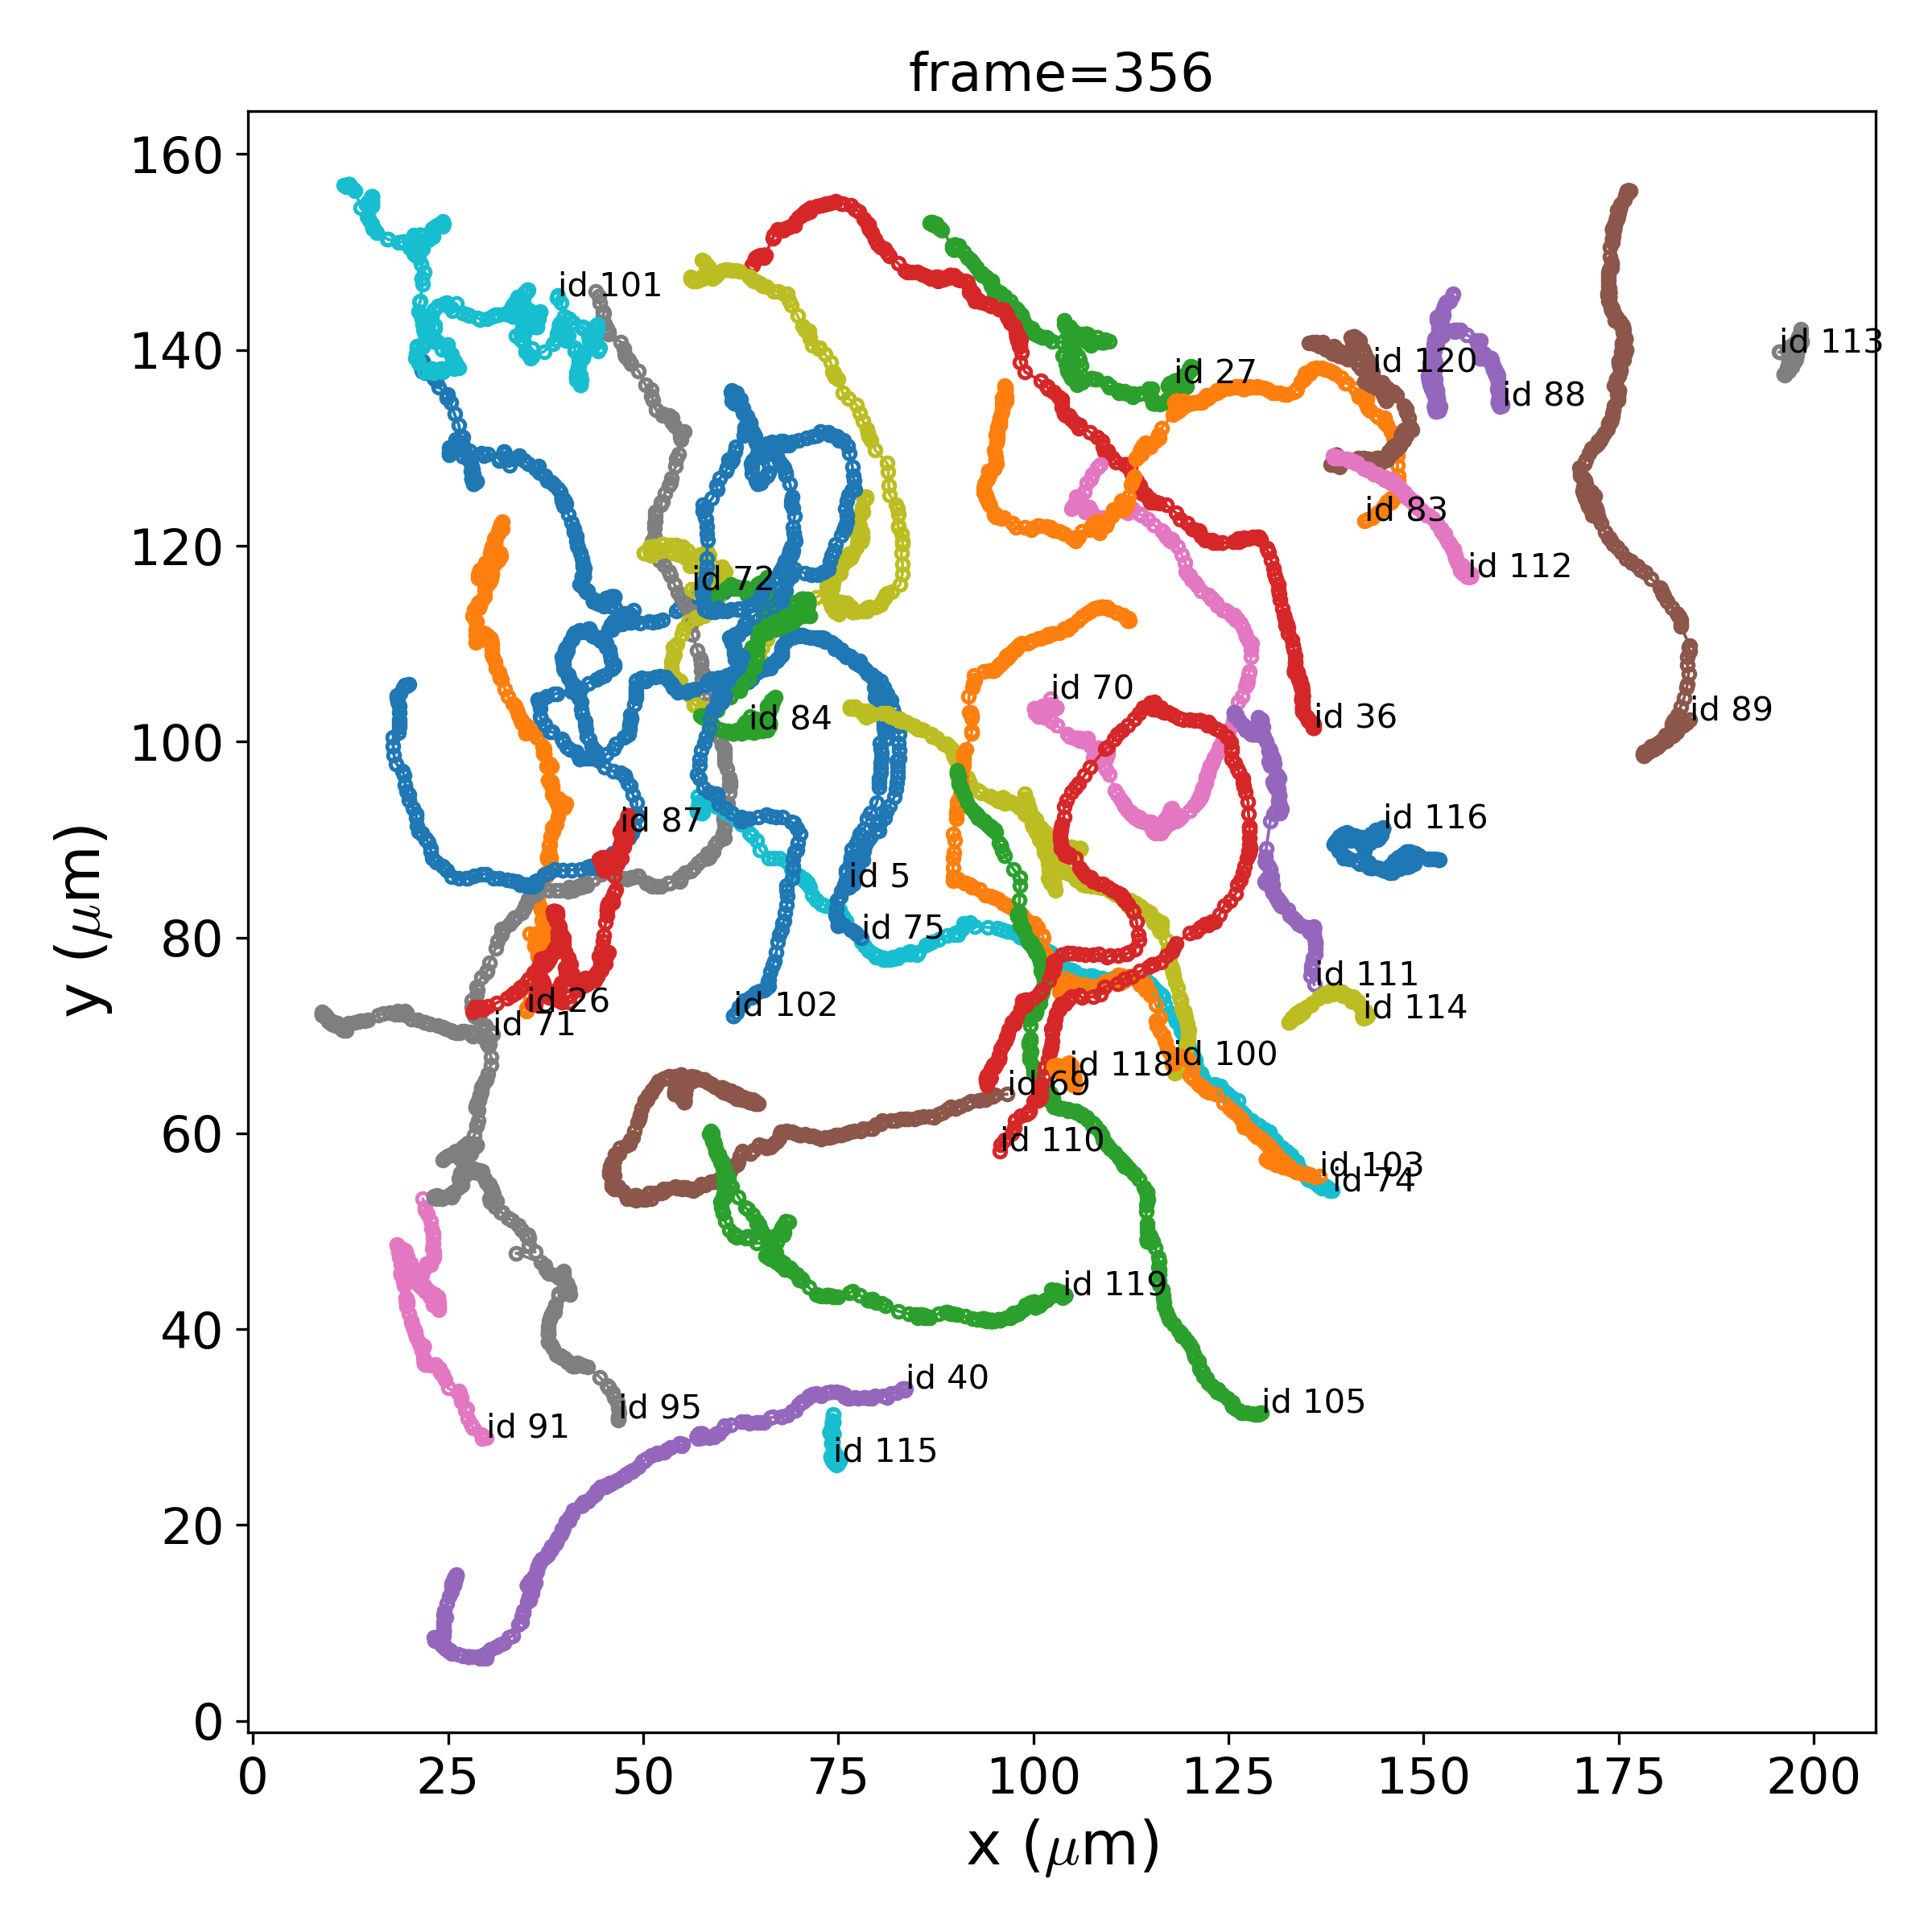 frame=356
y (μm)
160
140
120
100
80
60
40
20
0
id 101
id 113
id 27
id 120
id 88
id 83
id 72
id 112
id 70
id 84
id 36
id 89
id 87
id 116
id 5
id 75
id 111
id 26
id 71
id 102
id 114
id 100
id 118
id 69
id 110
id 103
id 74
id 119
id 40
id 105
id 95
id 91
id 115
0 25 50 75 100 125 150 175 200
x (μm)